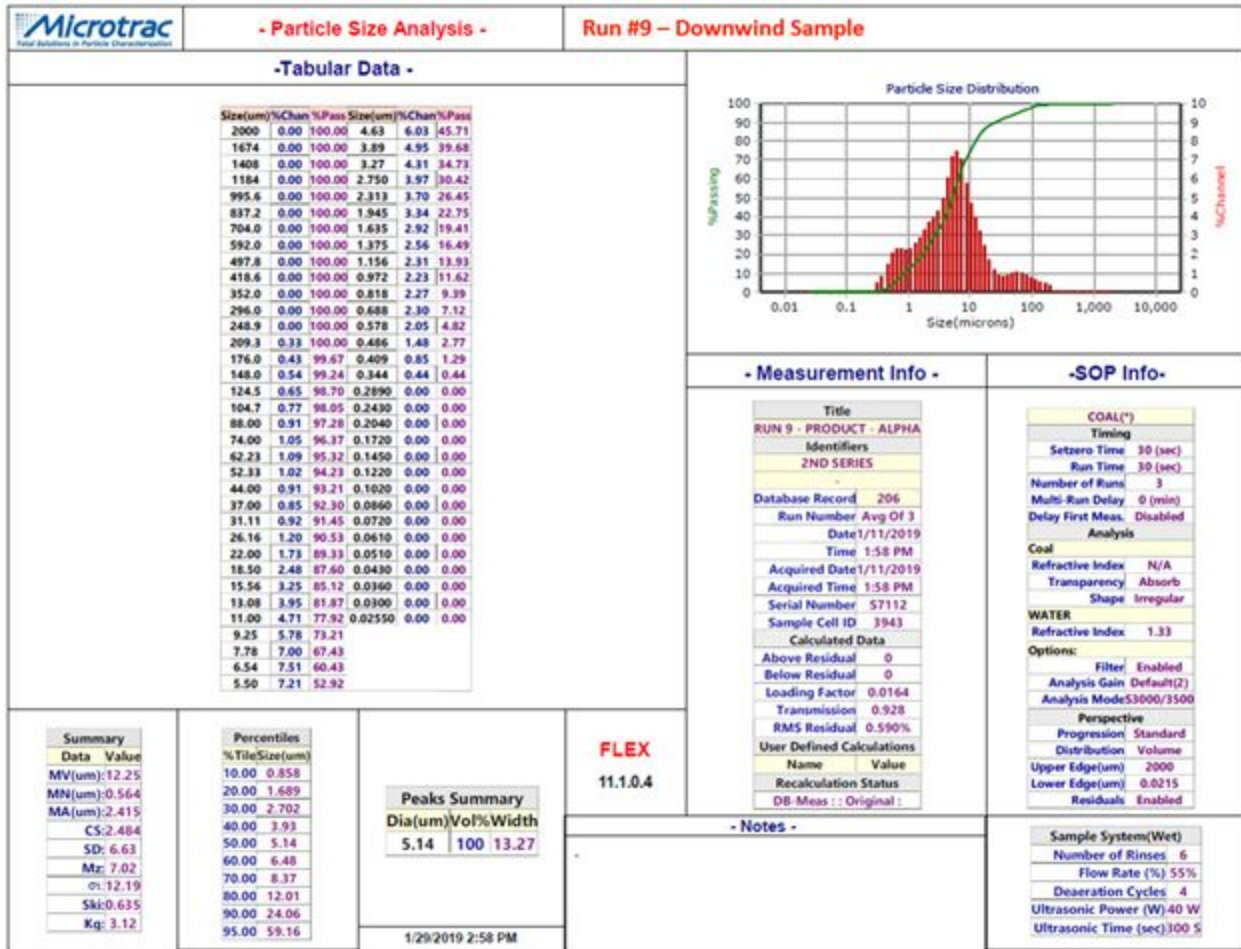 Microtrac
Total Solutions in Particle Characterization
- Particle Size Analysis -
Run #9 – Downwind Sample
-Tabular Data -
Size(um) %Chan %Pass Size(um) %Chan %Pass
2000 0.00 100.00 4.63 6.03 45.71
1674 0.00 100.00 3.89 4.95 39.68
1408 0.00 100.00 3.27 4.31 34.73
1184 0.00 100.00 2.750 3.97 30.42
995.6 0.00 100.00 2.313 3.70 26.45
837.2 0.00 100.00 1.945 3.34 22.75
704.0 0.00 100.00 1.635 2.92 19.41
592.0 0.00 100.00 1.375 2.56 16.49
497.8 0.00 100.00 1.156 2.31 13.93
418.6 0.00 100.00 0.972 2.23 11.62
352.0 0.00 100.00 0.818 2.27 9.39
296.0 0.00 100.00 0.688 2.30 7.12
248.9 0.00 100.00 0.578 2.05 4.82
209.3 0.33 100.00 0.486 1.48 2.77
176.0 0.43 99.67 0.409 0.85 1.29
148.0 0.54 99.24 0.344 0.44 0.44
124.5 0.65 98.70 0.2890 0.00 0.00
104.7 0.77 98.05 0.2430 0.00 0.00
88.00 0.91 97.28 0.2040 0.00 0.00
74.00 1.05 96.37 0.1720 0.00 0.00
62.23 1.09 95.32 0.1450 0.00 0.00
52.33 1.02 94.23 0.1220 0.00 0.00
44.00 0.91 93.21 0.1020 0.00 0.00
37.00 0.85 92.30 0.0860 0.00 0.00
31.11 0.92 91.45 0.0720 0.00 0.00
26.16 1.20 90.53 0.0610 0.00 0.00
22.00 1.73 89.33 0.0510 0.00 0.00
18.50 2.48 87.60 0.0430 0.00 0.00
15.56 3.25 85.12 0.0360 0.00 0.00
13.08 3.95 81.87 0.0300 0.00 0.00
11.00 4.71 77.92 0.02550 0.00 0.00
9.25 5.78 73.21
7.78 7.00 67.43
6.54 7.51 60.43
5.50 7.21 52.92
Particle Size Distribution
%Passing
100
90
80
70
60
50
40
30
20
10
0
10
9
8
7
6
5
4
3
2
1
0
%Channel
0.01 0.1 1 10 100 1,000 10,000
Size(microns)
- Measurement Info -
Title
RUN 9 - PRODUCT - ALPHA
Identifiers
2ND SERIES
-
Database Record 206
Run Number Avg Of 3
Date 1/11/2019
Time 1:58 PM
Acquired Date 1/11/2019
Acquired Time 1:58 PM
Serial Number S7112
Sample Cell ID 3943
Calculated Data
Above Residual 0
Below Residual 0
Loading Factor 0.0164
Transmission 0.928
RMS Residual 0.590%
User Defined Calculations
Name Value
Recalculation Status
DB-Meas : : Original :
-SOP Info-
COAL(*)
Timing
Setzero Time 30 (sec)
Run Time 30 (sec)
Number of Runs 3
Multi-Run Delay 0 (min)
Delay First Meas. Disabled
Analysis
Coal
Refractive Index N/A
Transparency Absorb
Shape Irregular
WATER
Refractive Index 1.33
Options:
Filter Enabled
Analysis Gain Default(2)
Analysis Mode S3000/3500
Perspective
Progression Standard
Distribution Volume
Upper Edge(um) 2000
Lower Edge(um) 0.0215
Residuals Enabled
Summary
Data Value
MV(um): 12.25
MN(um): 0.564
MA(um): 2.415
CS: 2.484
SD: 6.63
Mz: 7.02
σ1: 12.19
Ski: 0.635
Kg: 3.12
Percentiles
%Tile Size(um)
10.00 0.858
20.00 1.689
30.00 2.702
40.00 3.93
50.00 5.14
60.00 6.48
70.00 8.37
80.00 12.01
90.00 24.06
95.00 59.16
Peaks Summary
Dia(um) Vol% Width
5.14 100 13.27
1/29/2019 2:58 PM
FLEX
11.1.0.4
- Notes -
-
Sample System(Wet)
Number of Rinses 6
Flow Rate (%) 55%
Deaeration Cycles 4
Ultrasonic Power (W) 40 W
Ultrasonic Time (sec) 300 S